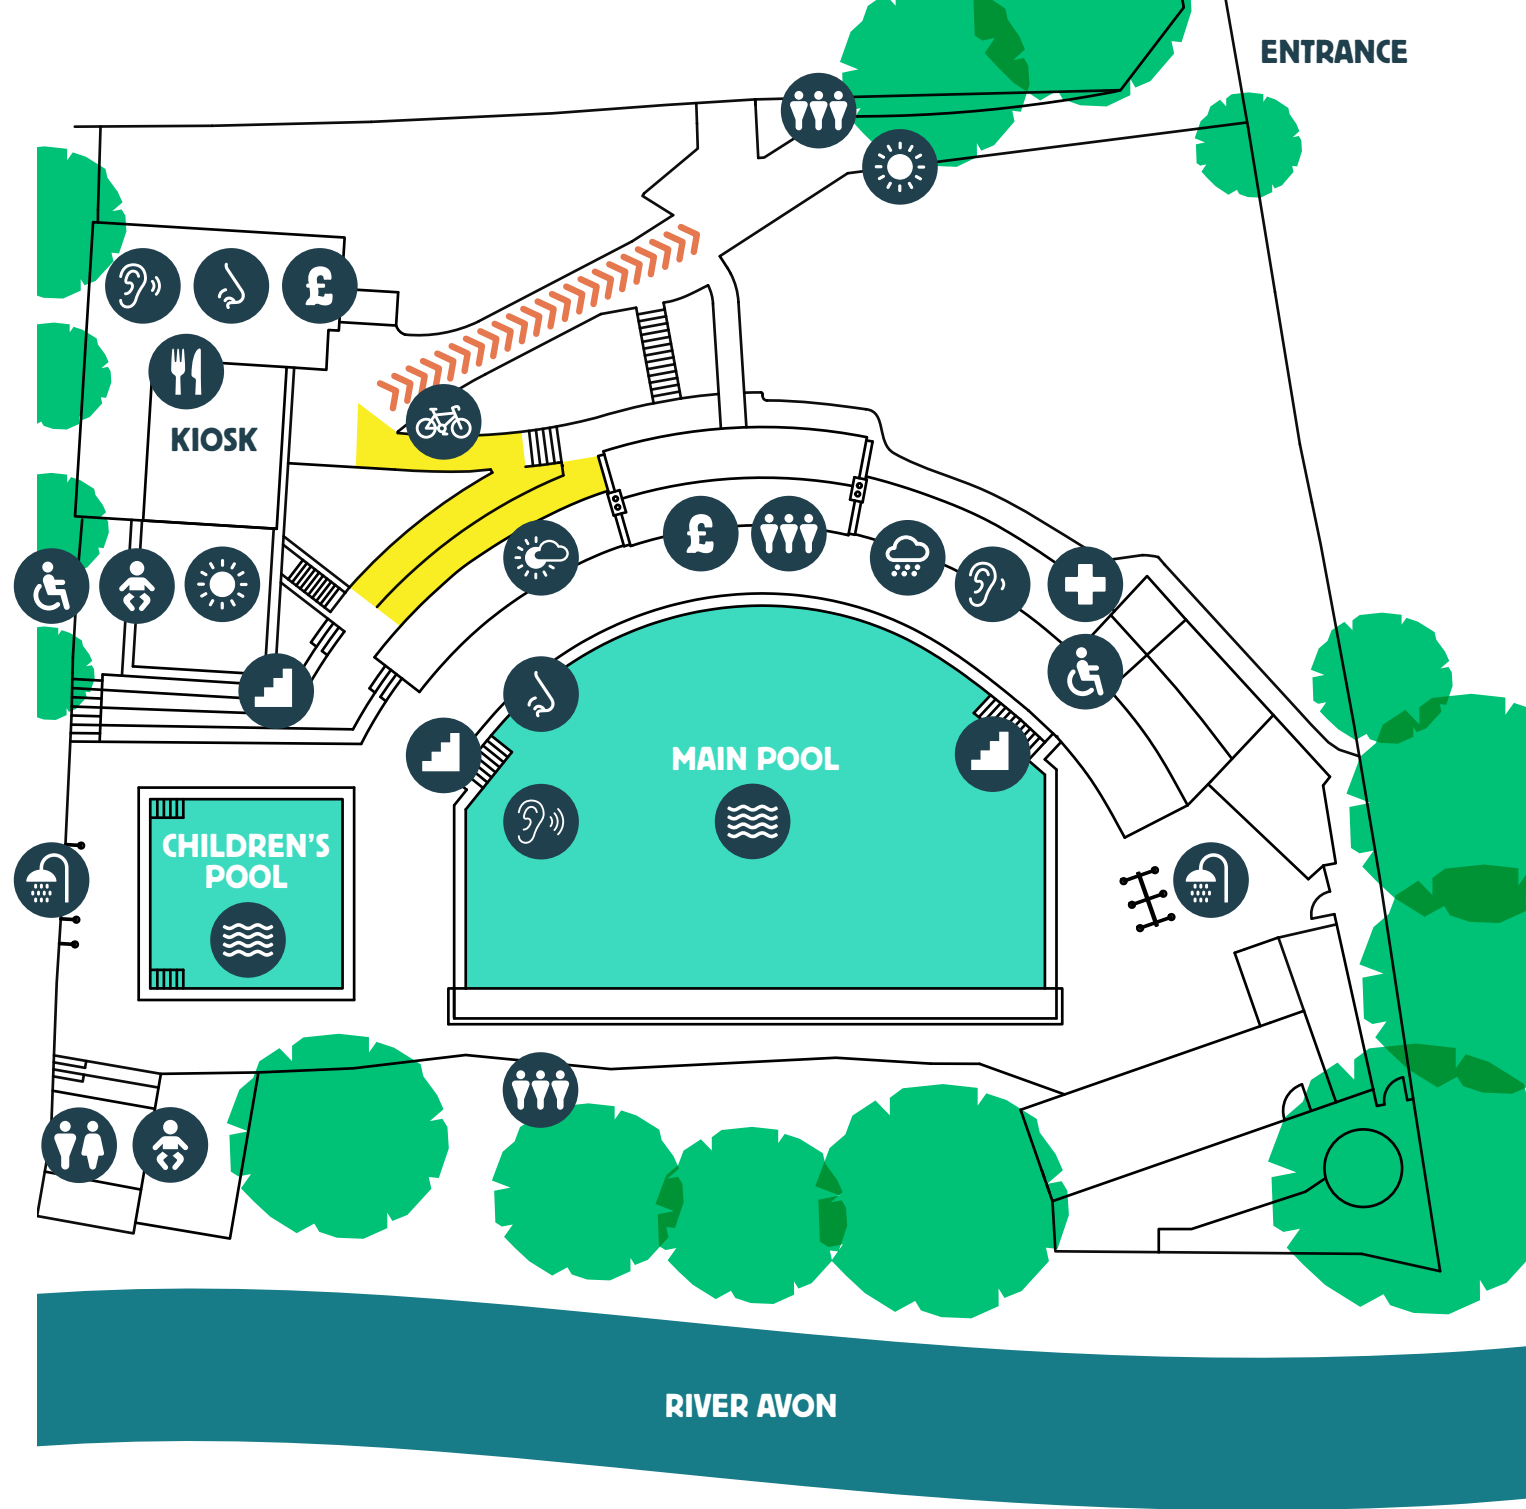 ENTRANCE
£
KIOSK
£
MAIN POOL
CHILDREN'S
POOL
RIVER AVON